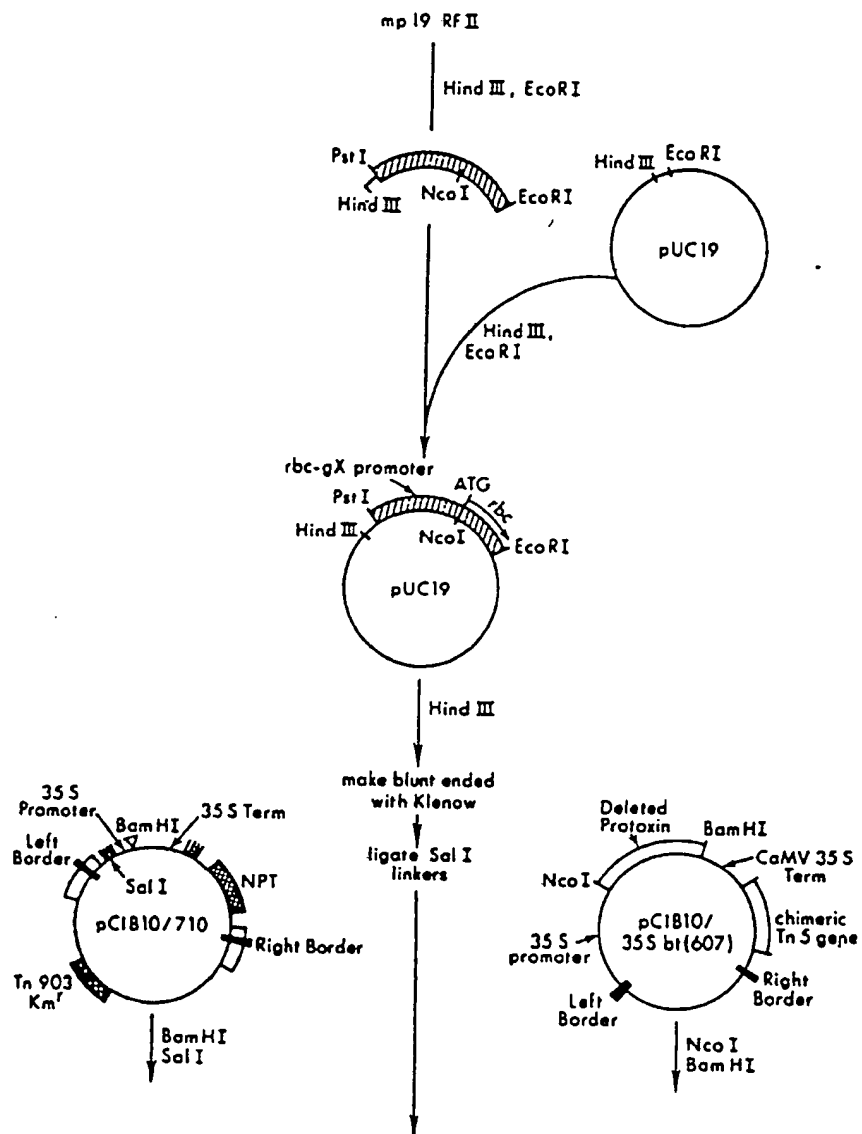 mp 19 RF II
Hind III, EcoRI
Pst I
Hind III
Nco I
EcoRI
Hind III
EcoRI
pUC19
Hind III,
EcoRI
rbc-gX promoter
ATG
rbc
Pst I
Hind III
NcoI
EcoRI
pUC19
Hind III
make blunt ended
with Klenow
ligate Sal I
linkers
35 S
Promoter
BamHI
35 S Term
Left
Border
Sal I
NPT
pCIB10/710
Right Border
Tn 903
Kmr
BamHI
Sal I
Deleted
Protoxin
BamHI
CaMV 35 S
Term
NcoI
pCIB10/
35S bt(607)
chimeric
Tn 5 gene
35 S
promoter
Left
Border
Right
Border
Nco I
Bam HI